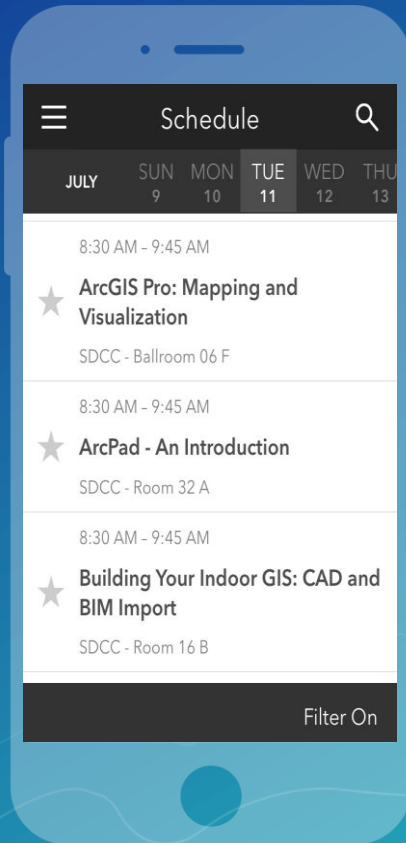 Schedule
JULY
SUN MON TUE WED THU
9 10 11 12 13
8:30 AM – 9:45 AM
ArcGIS Pro: Mapping and
Visualization
SDCC - Ballroom 06 F
8:30 AM – 9:45 AM
ArcPad - An Introduction
SDCC - Room 32 A
8:30 AM – 9:45 AM
Building Your Indoor GIS: CAD and
BIM Import
SDCC - Room 16 B
Filter On